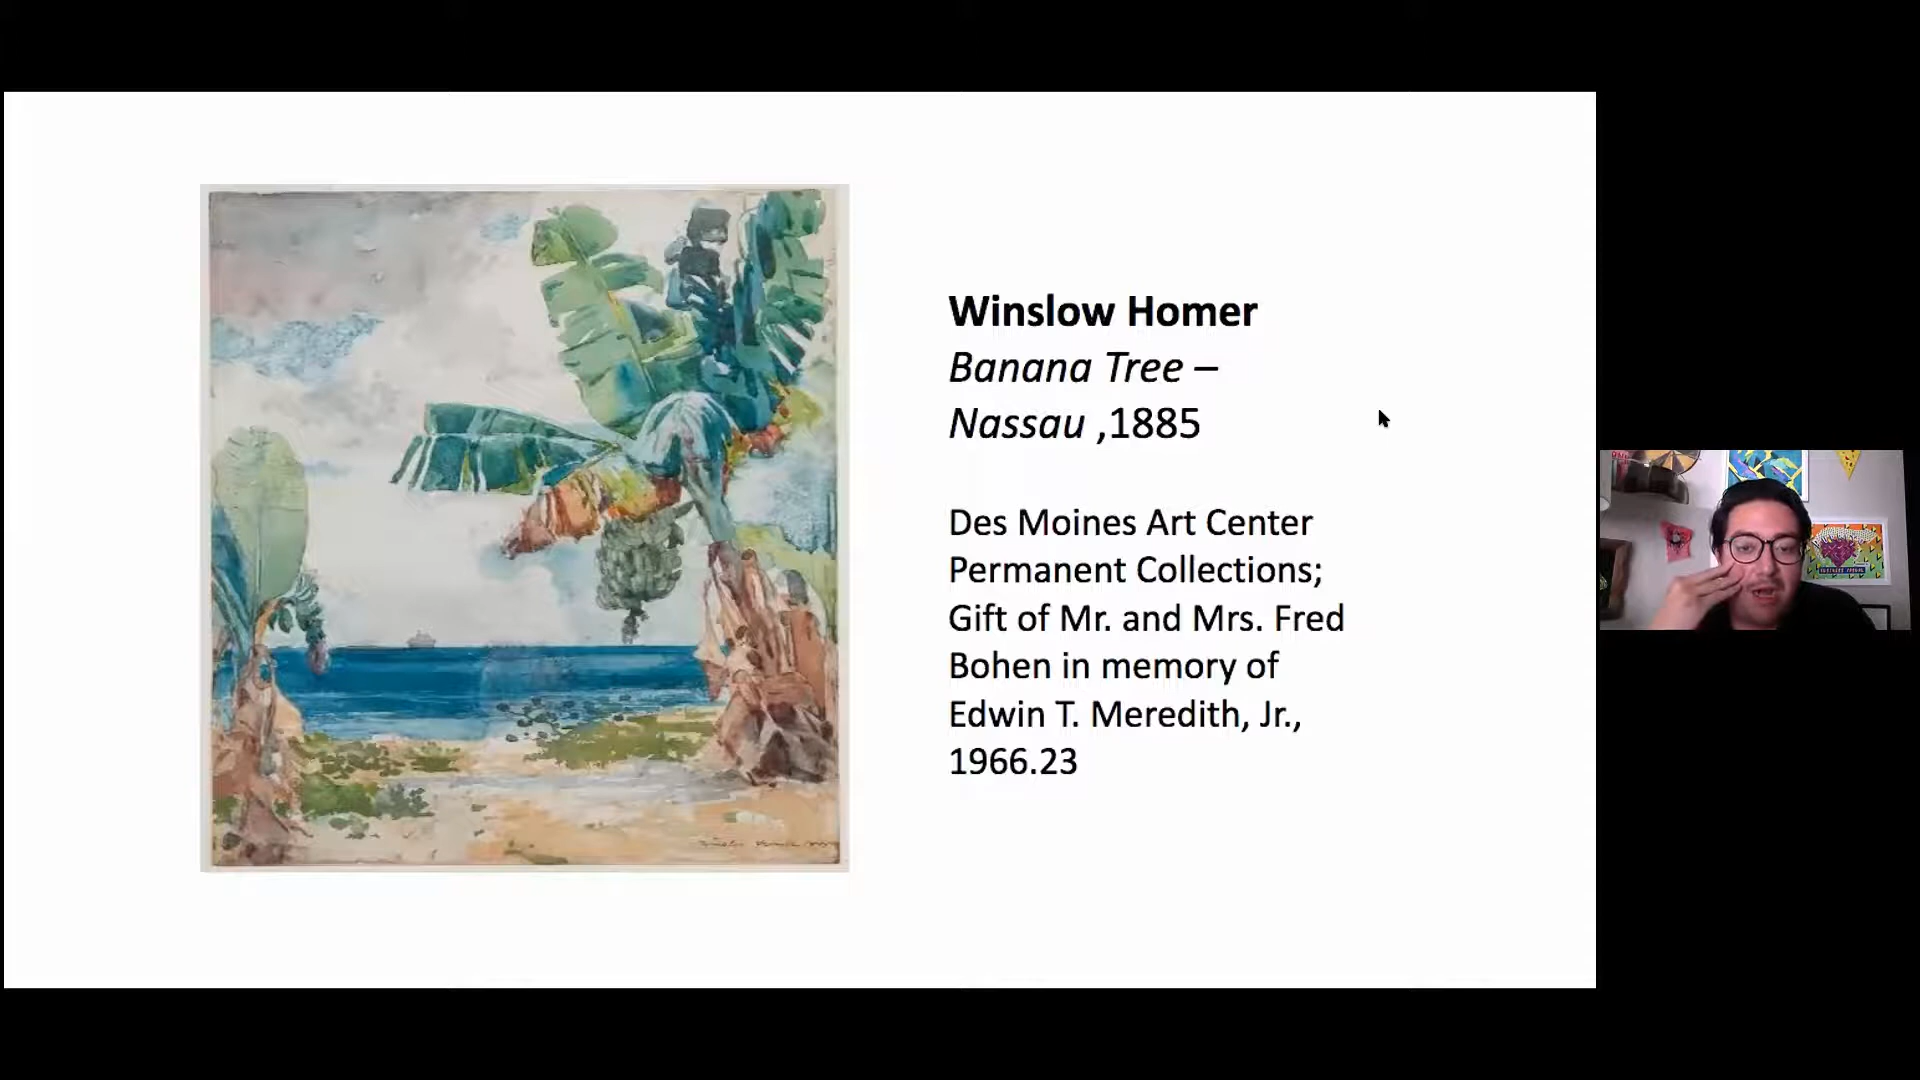 Winslow Homer
Banana Tree –
Nassau ,1885
Des Moines Art Center
Permanent Collections;
Gift of Mr. and Mrs. Fred
Bohen in memory of
Edwin T. Meredith, Jr.,
1966.23